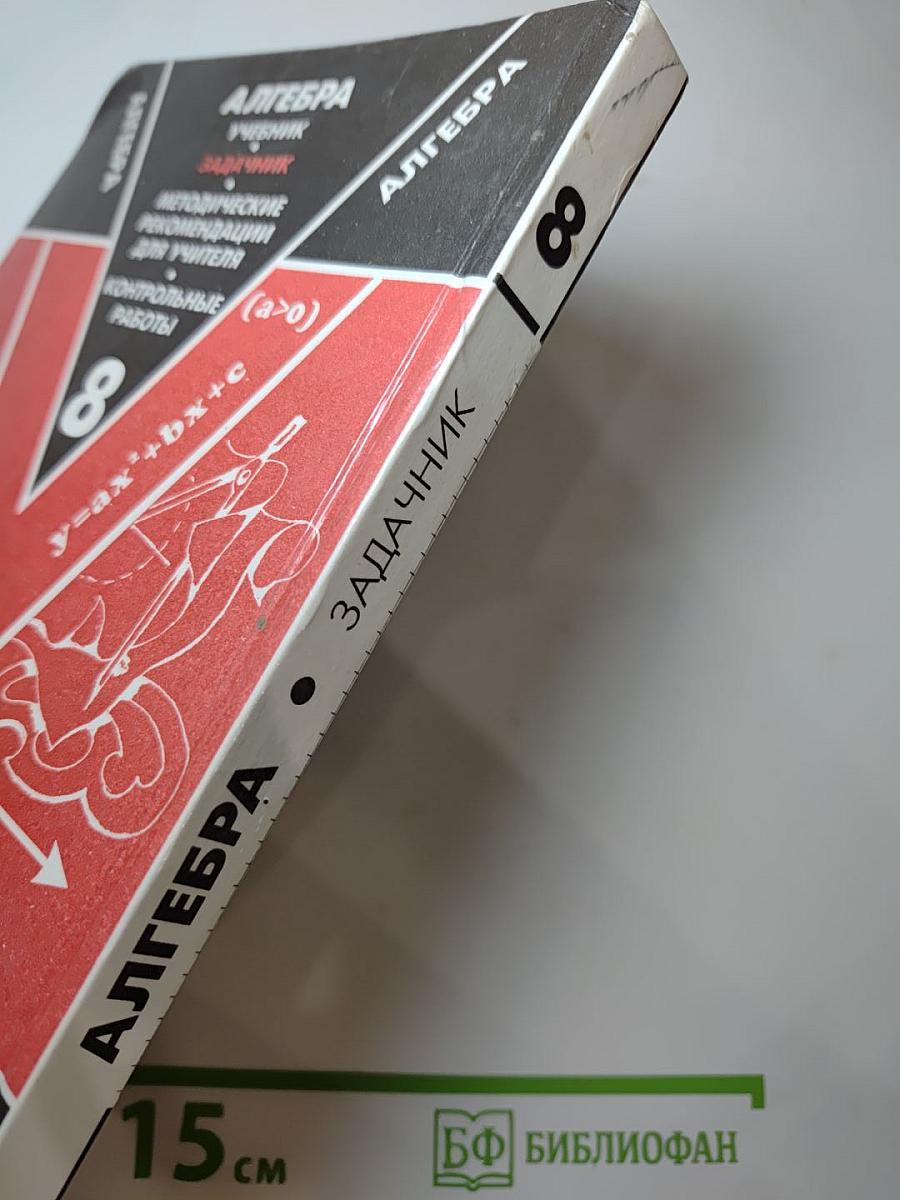 АЛГЕБРА
АЛГЕБРА
УЧЕБНИК
•
ЗАДАЧНИК
•
МЕТОДИЧЕСКИЕ
РЕКОМЕНДАЦИИ
ДЛЯ УЧИТЕЛЯ
•
КОНТРОЛЬНЫЕ
РАБОТЫ
8
АЛГЕБРА
(a>0)
y=ax²+bx+c
АЛГЕБРА • ЗАДАЧНИК 8
15 см
БФ БИБЛИОФАН